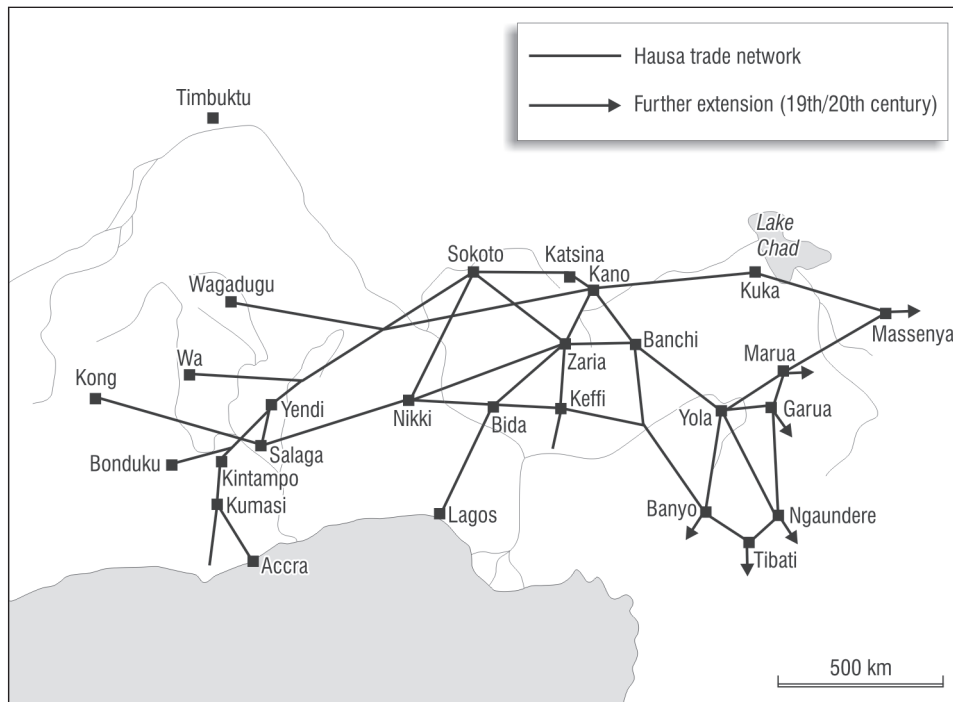 Hausa trade network
Further extension (19th/20th century)
Timbuktu
Lake
Chad
Sokoto
Katsina
Kano
Kuka
Wagadugu
Massenya
Banchi
Zaria
Marua
Wa
Kong
Yendi
Nikki
Bida
Keffi
Yola
Garua
Salaga
Bonduku
Kintampo
Kumasi
Lagos
Banyo
Ngaundere
Tibati
Accra
500 km